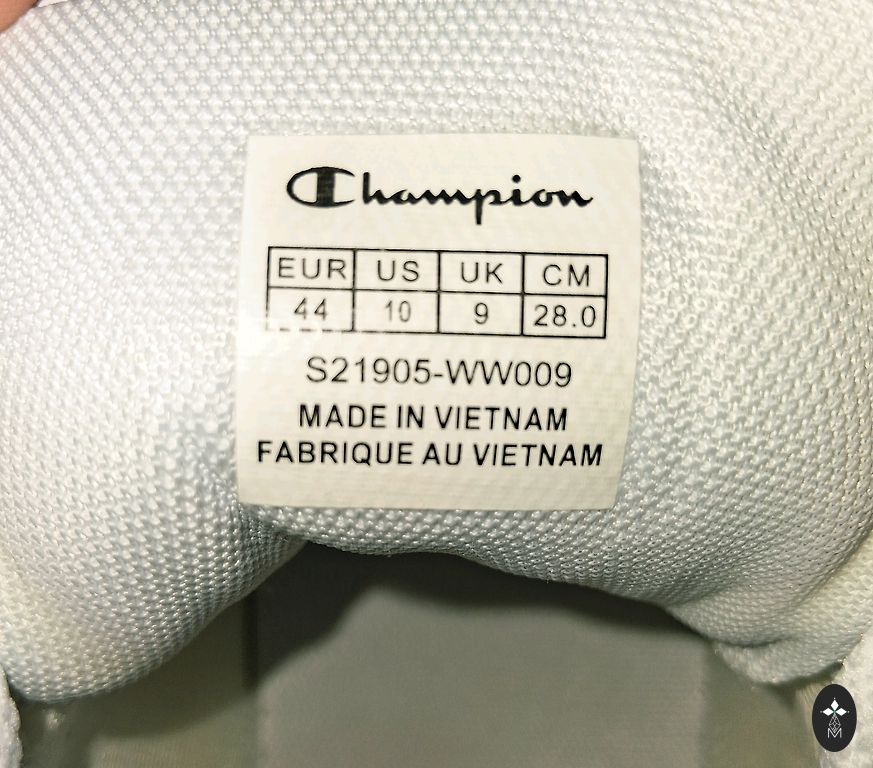 Champion
EUR US UK CM
44 10 9 28.0
S21905-WW009
MADE IN VIETNAM
FABRIQUE AU VIETNAM
M